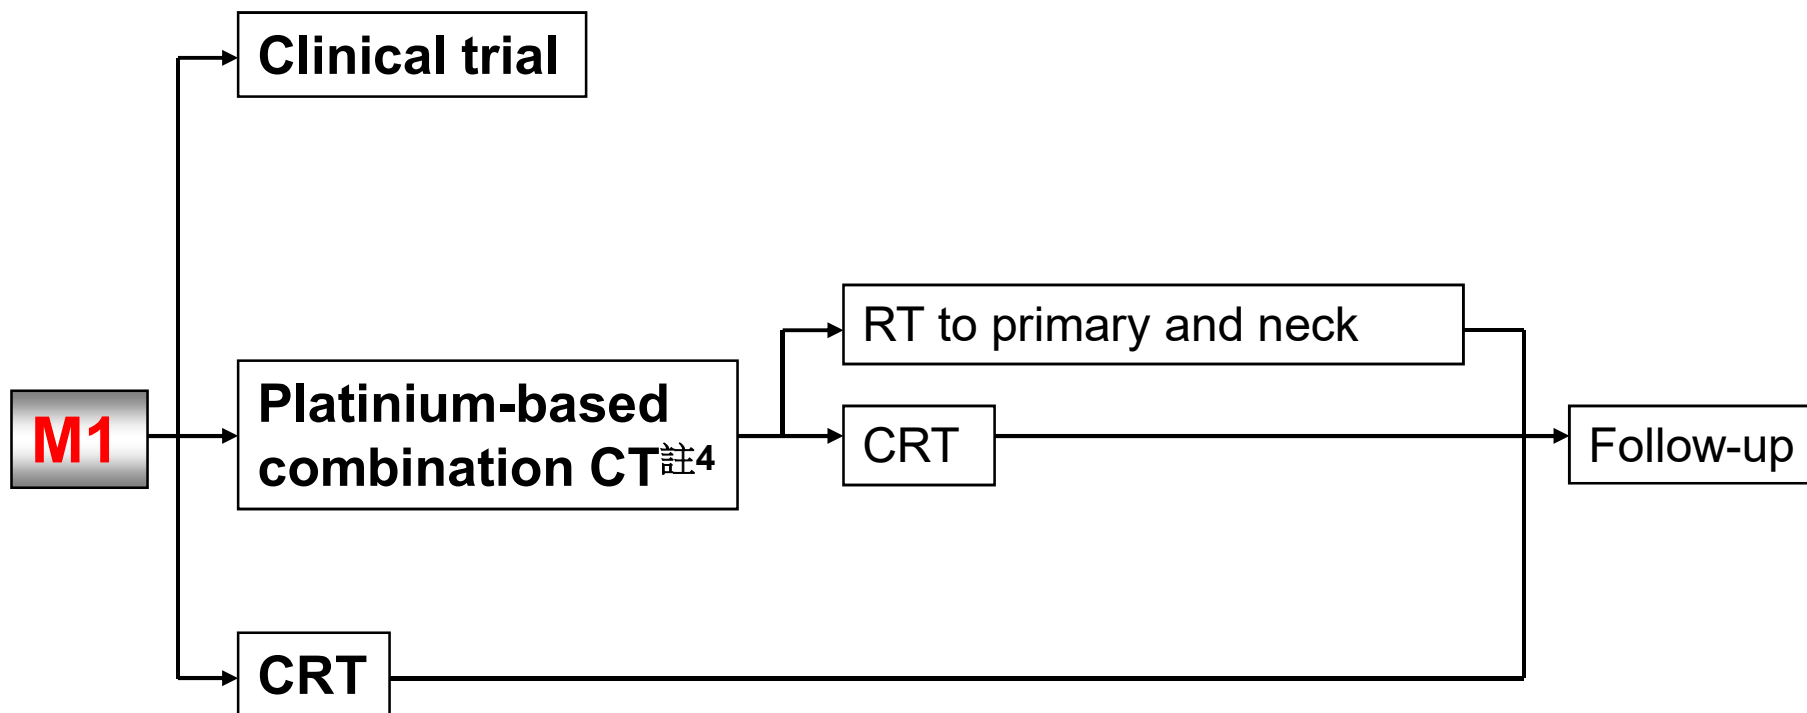 Clinical trial
RT to primary and neck
M1
Platinium-based
combination CT註4
CRT
Follow-up
CRT